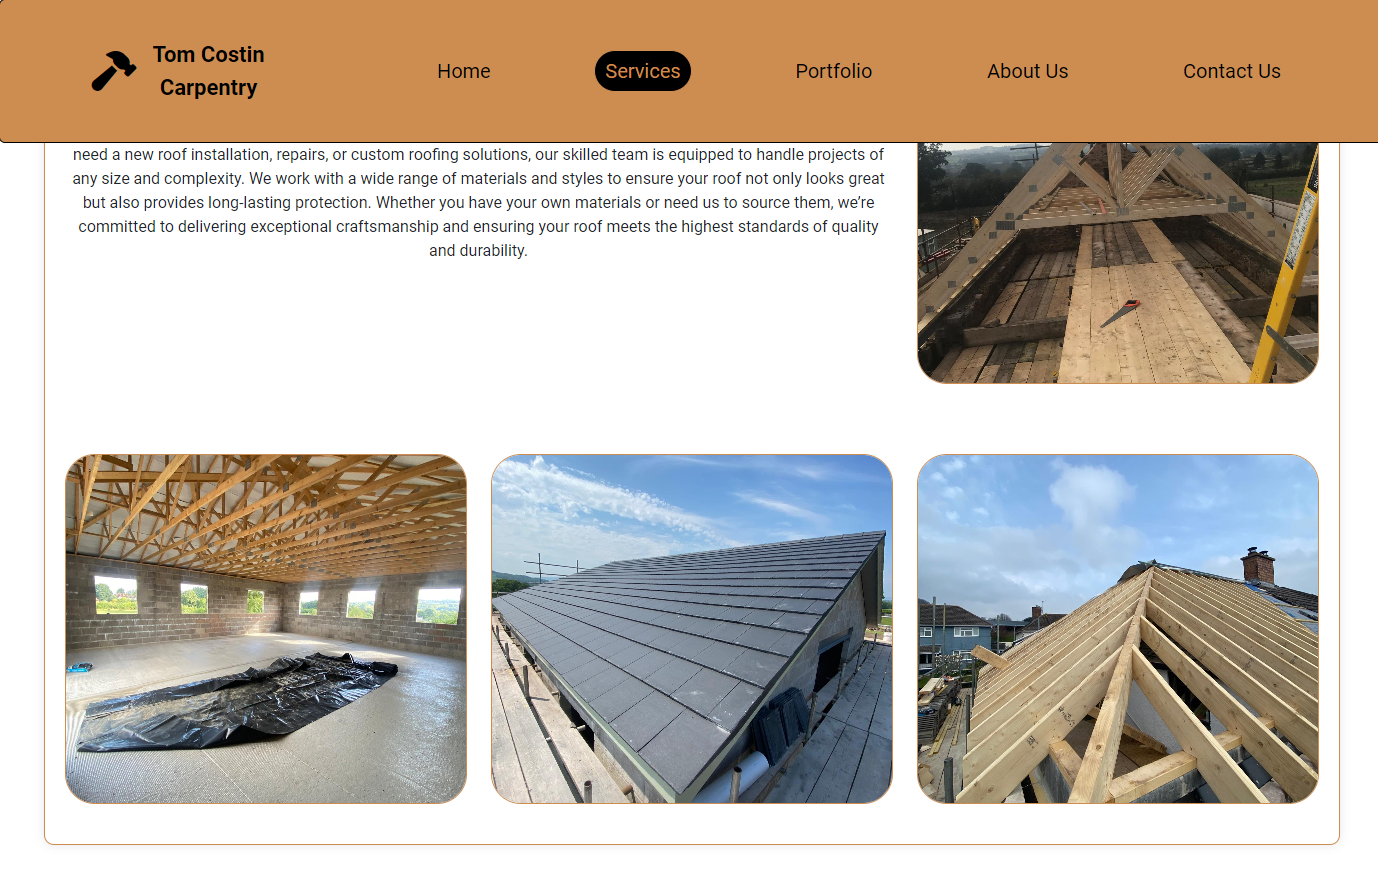 Tom Costin
Carpentry
Home
Services
Portfolio
About Us
Contact Us
need a new roof installation, repairs, or custom roofing solutions, our skilled team is equipped to handle projects of
any size and complexity. We work with a wide range of materials and styles to ensure your roof not only looks great
but also provides long-lasting protection. Whether you have your own materials or need us to source them, we’re
committed to delivering exceptional craftsmanship and ensuring your roof meets the highest standards of quality
and durability.